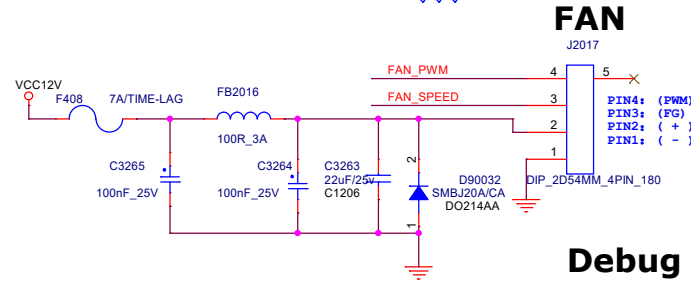 FAN
J2017
VCC12V
F408
7A/TIME-LAG
FB2016
100R_3A
FAN_PWM
FAN_SPEED
4
3
2
1
5
PIN4: (PWM)
PIN3: (FG)
PIN2: ( + )
PIN1: ( - )
C3265
100nF_25V
C3264
100nF_25V
C3263
22uF/25v
C1206
2
1
D90032
SMBJ20A/CA
DO214AA
DIP_2D54MM_4PIN_180
Debug